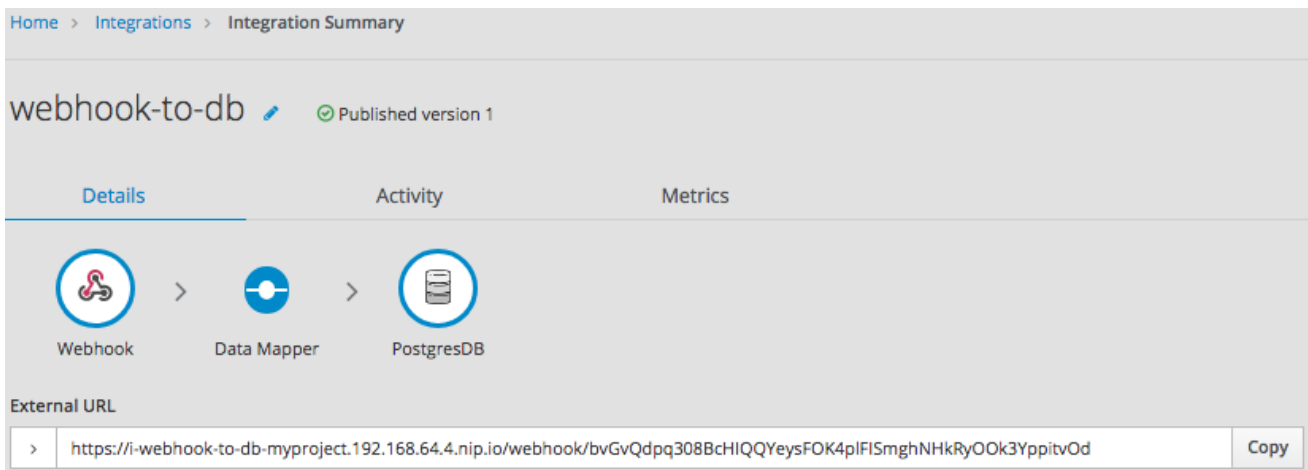 Home > Integrations > Integration Summary
webhook-to-db Published version 1
Details Activity Metrics
Webhook Data Mapper PostgresDB
External URL
> https://i-webhook-to-db-myproject.192.168.64.4.nip.io/webhook/bvGvQdpq308BcHIQQYeysFOK4plFISmghNHkRyOOk3YppitvOd Copy